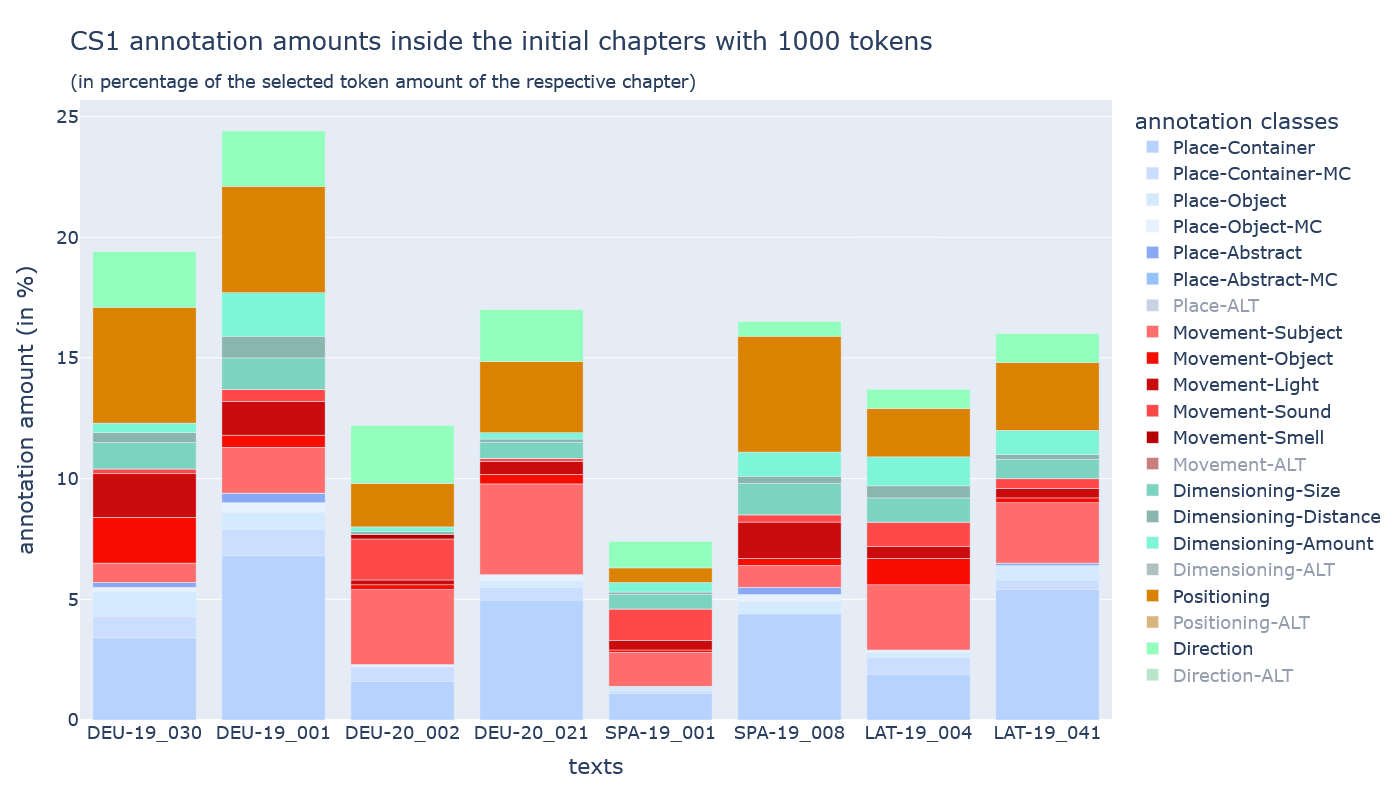 CS1 annotation amounts inside the initial chapters with 1000 tokens
(in percentage of the selected token amount of the respective chapter)
annotation amount (in %)
25
20
15
10
5
0
DEU-19_030
DEU-19_001
DEU-20_002
DEU-20_021
SPA-19_001
SPA-19_008
LAT-19_004
LAT-19_041
texts
annotation classes
Place-Container
Place-Container-MC
Place-Object
Place-Object-MC
Place-Abstract
Place-Abstract-MC
Place-ALT
Movement-Subject
Movement-Object
Movement-Light
Movement-Sound
Movement-Smell
Movement-ALT
Dimensioning-Size
Dimensioning-Distance
Dimensioning-Amount
Dimensioning-ALT
Positioning
Positioning-ALT
Direction
Direction-ALT